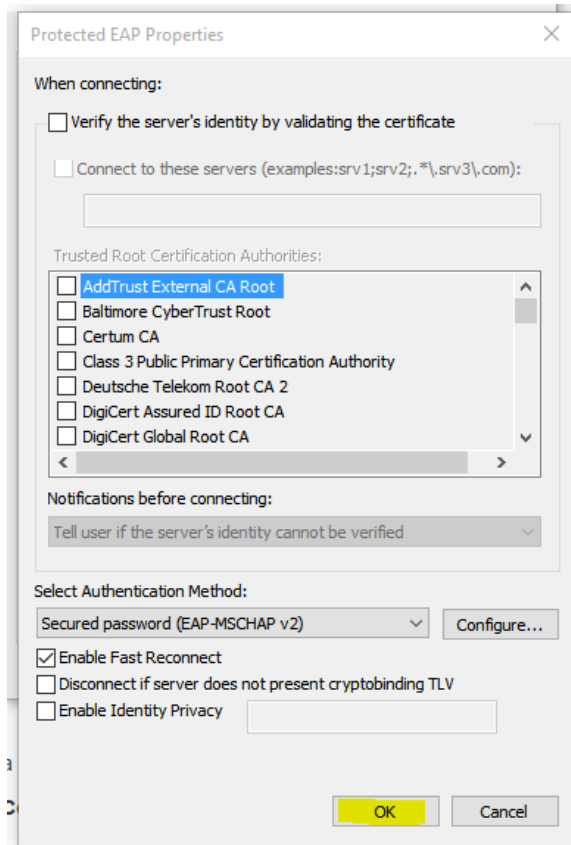 Protected EAP Properties
When connecting:
Verify the server's identity by validating the certificate
Connect to these servers (examples:srv1;srv2;.*\.srv3\.com):
Trusted Root Certification Authorities:
AddTrust External CA Root
Baltimore CyberTrust Root
Certum CA
Class 3 Public Primary Certification Authority
Deutsche Telekom Root CA 2
DigiCert Assured ID Root CA
DigiCert Global Root CA
Notifications before connecting:
Tell user if the server's identity cannot be verified
Select Authentication Method:
Secured password (EAP-MSCHAP v2) Configure...
Enable Fast Reconnect
Disconnect if server does not present cryptobinding TLV
Enable Identity Privacy
OK Cancel